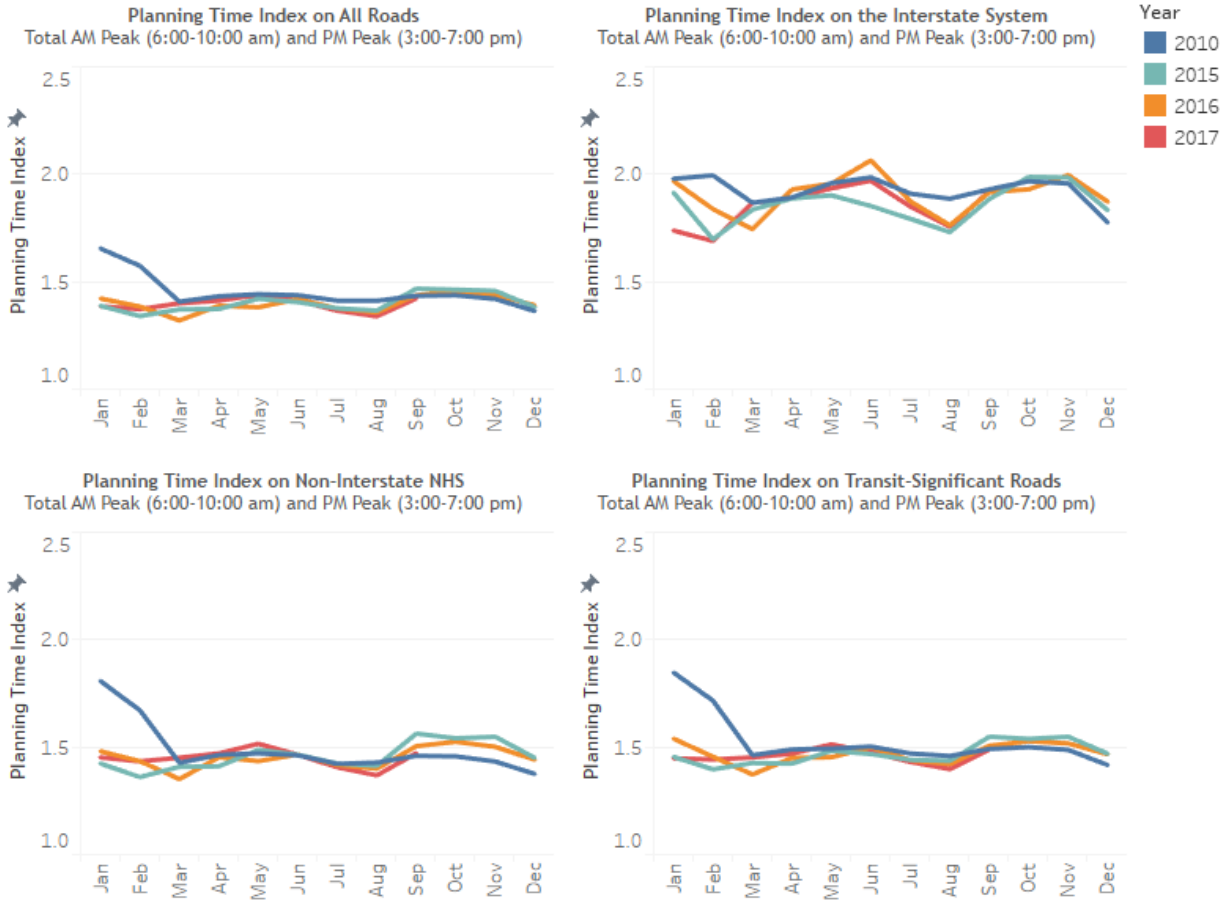 Planning Time Index on All Roads
Total AM Peak (6:00-10:00 am) and PM Peak (3:00-7:00 pm)
2.5
2.0
1.5
1.0
Planning Time Index
Jan
Feb
Mar
Apr
May
Jun
Jul
Aug
Sep
Oct
Nov
Dec
Planning Time Index on the Interstate System
Total AM Peak (6:00-10:00 am) and PM Peak (3:00-7:00 pm)
2.5
2.0
1.5
1.0
Planning Time Index
Jan
Feb
Mar
Apr
May
Jun
Jul
Aug
Sep
Oct
Nov
Dec
Year
2010
2015
2016
2017
Planning Time Index on Non-Interstate NHS
Total AM Peak (6:00-10:00 am) and PM Peak (3:00-7:00 pm)
2.5
2.0
1.5
1.0
Planning Time Index
Jan
Feb
Mar
Apr
May
Jun
Jul
Aug
Sep
Oct
Nov
Dec
Planning Time Index on Transit-Significant Roads
Total AM Peak (6:00-10:00 am) and PM Peak (3:00-7:00 pm)
2.5
2.0
1.5
1.0
Planning Time Index
Jan
Feb
Mar
Apr
May
Jun
Jul
Aug
Sep
Oct
Nov
Dec